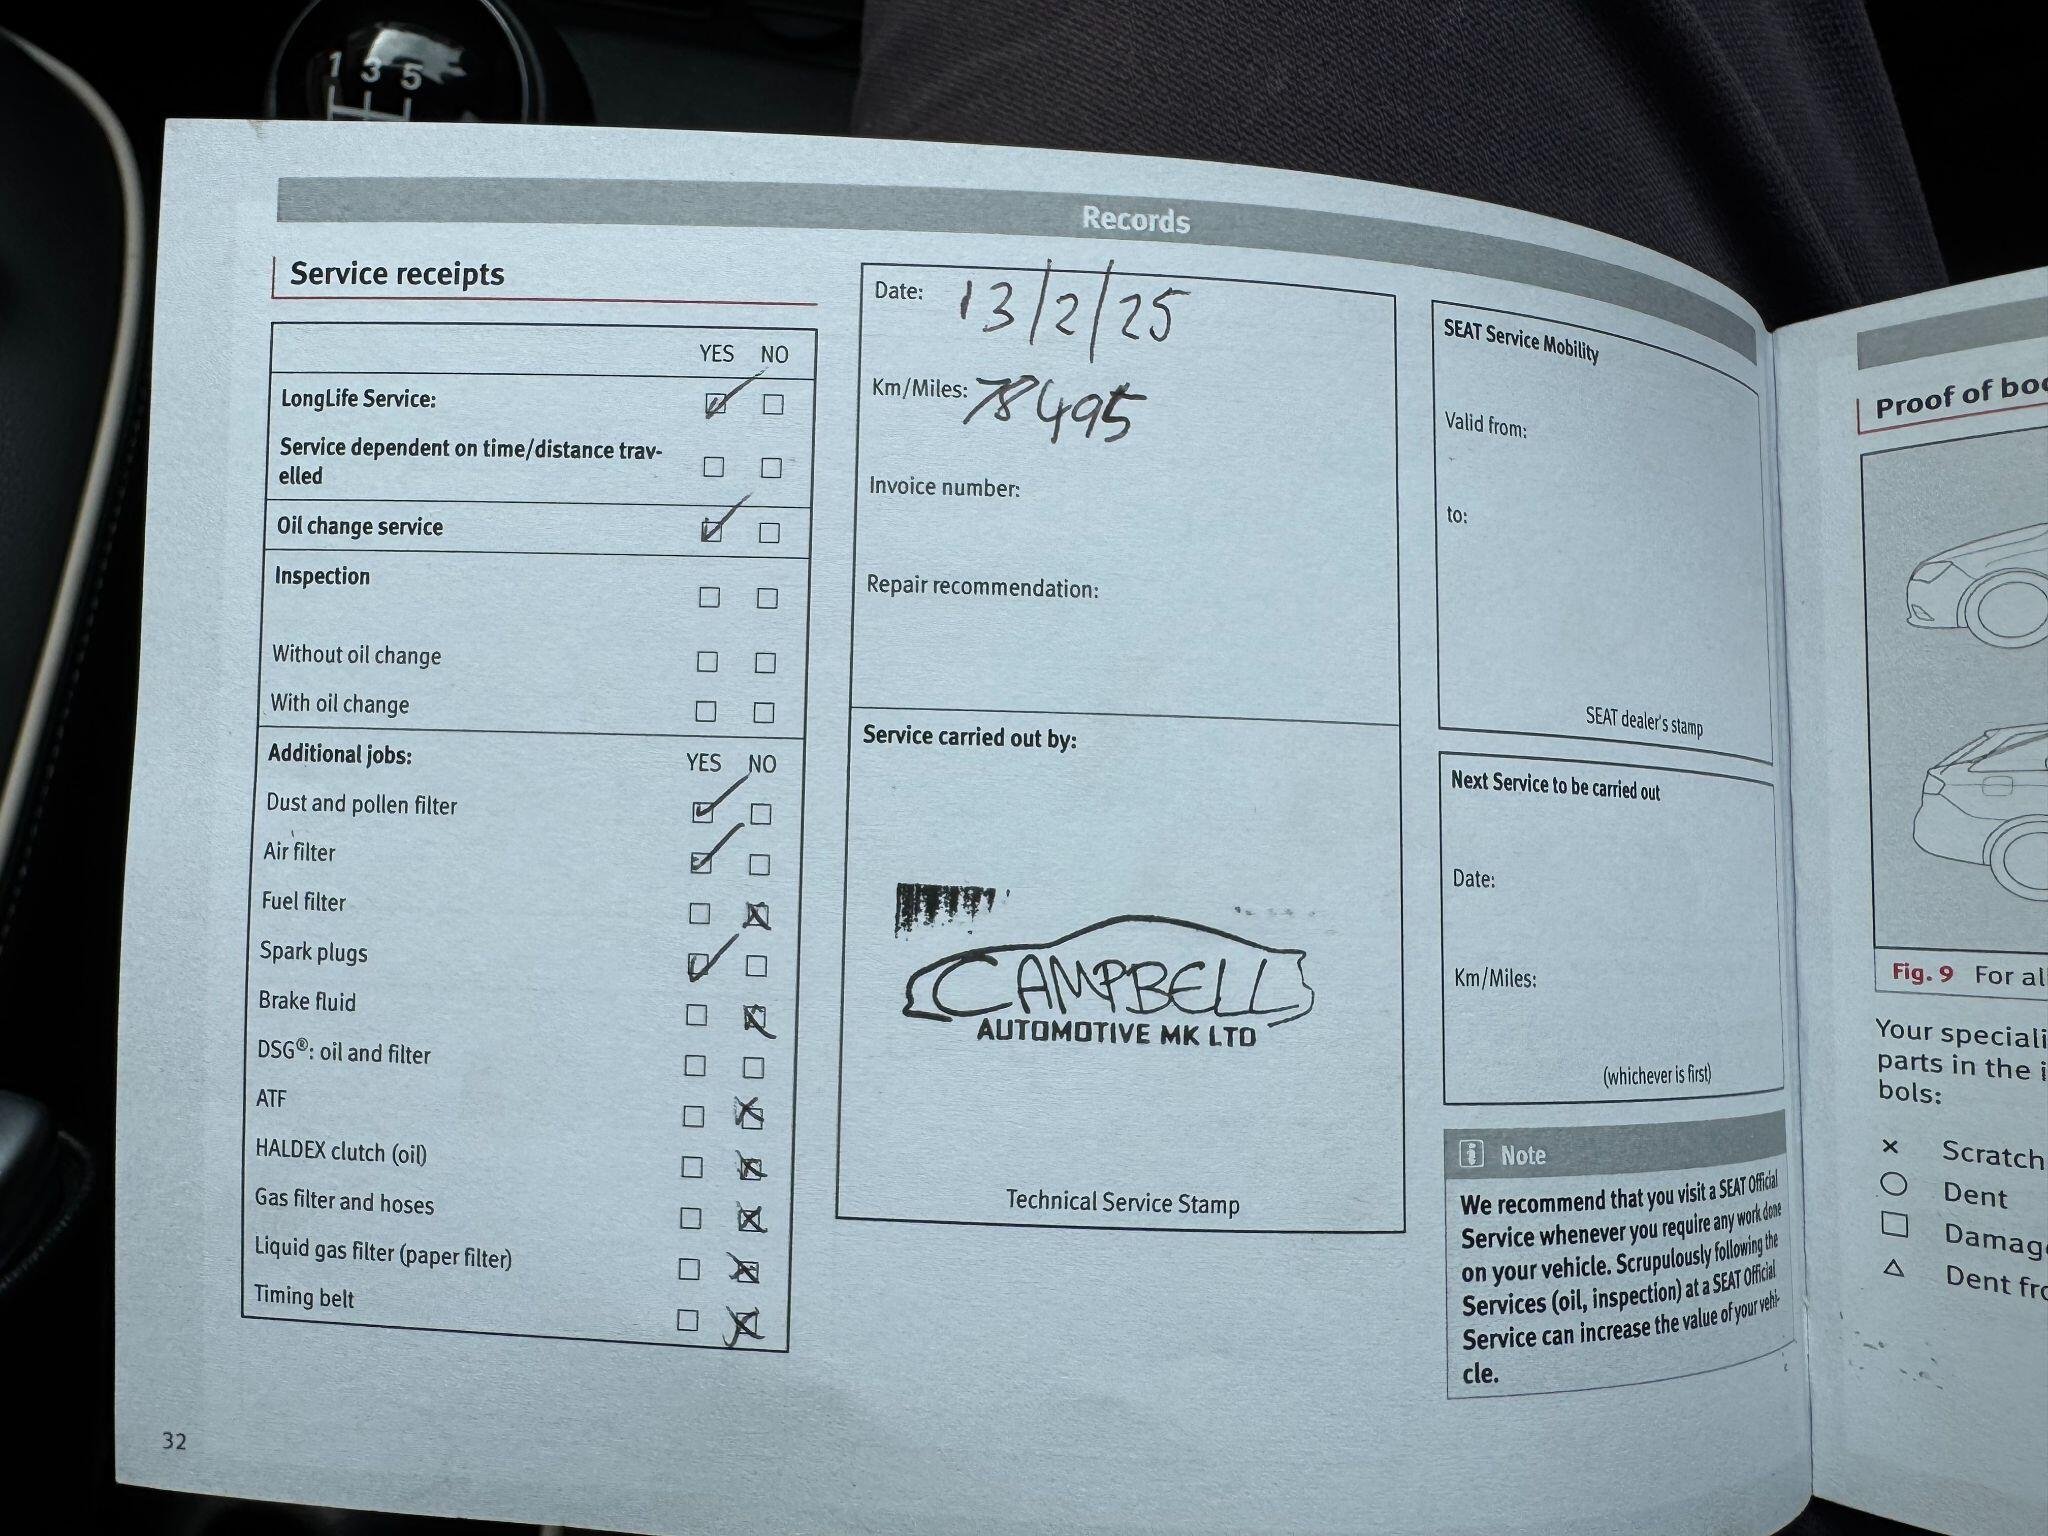 1 3 5
Records
Service receipts
YES NO
LongLife Service:
Service dependent on time/distance trav-
elled
Oil change service
Inspection
Without oil change
With oil change
Additional jobs:
YES NO
Dust and pollen filter
Air filter
Fuel filter
Spark plugs
Brake fluid
DSG®: oil and filter
ATF
HALDEX clutch (oil)
Gas filter and hoses
Liquid gas filter (paper filter)
Timing belt
32
Date: 13/2/25
Km/Miles: 78495
Invoice number:
Repair recommendation:
Service carried out by:
CAMPBELL
AUTOMOTIVE MK LTD
Technical Service Stamp
SEAT Service Mobility
Valid from:
to:
SEAT dealer's stamp
Next Service to be carried out
Date:
Km/Miles:
(whichever is first)
i Note
We recommend that you visit a SEAT Official
Service whenever you require any work done
on your vehicle. Scrupulously following the
Services (oil, inspection) at a SEAT Official
Service can increase the value of your vehi-
cle.
Proof of bo
Fig. 9 For al
Your speciali
parts in the i
bols:
× Scratch
Dent
Damag
Dent fr